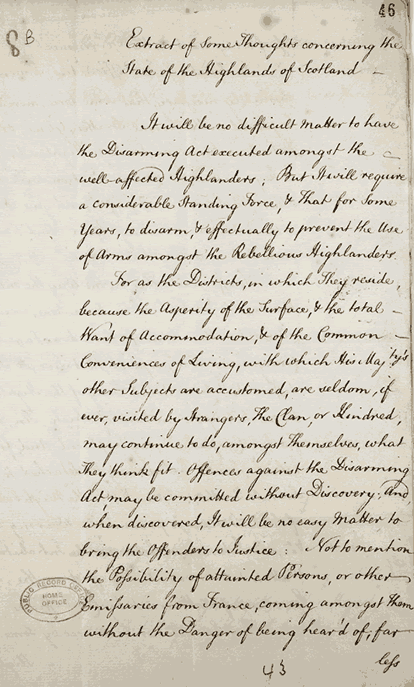 46
8B
Extract of Some Thoughts concerning the
State of the Highlands of Scotland —
It will be no difficult Matter to have
the Disarming Act executed amongst the —
well-affected Highlanders; But It will require
a considerable Standing Force, & That for Some
Years, to disarm, & effectually to prevent the Use
of Arms amongst the Rebellious Highlanders.
For as the Districts, in which They reside,
because the Asperity of the Surface, & the total —
Want of Accommodation, & of the Common —
Conveniences of Living, with which His Maj:ty's
other Subjects are accustomed, are seldom, if
ever, visited by Strangers, The Clan, or Kindred,
may continue to do, amongst Themselves, what
They think fit. Offences against the Disarming
Act may be committed without Discovery; And,
when discovered, It will be no easy Matter to
bring the Offenders to Justice: Not to mention
the Possibility of attainted Persons, or other
Emissaries from France, coming amongst Them
without the Danger of being hear'd of, far
less
43
PUBLIC RECORD OFFICE
HOME
OFFICE